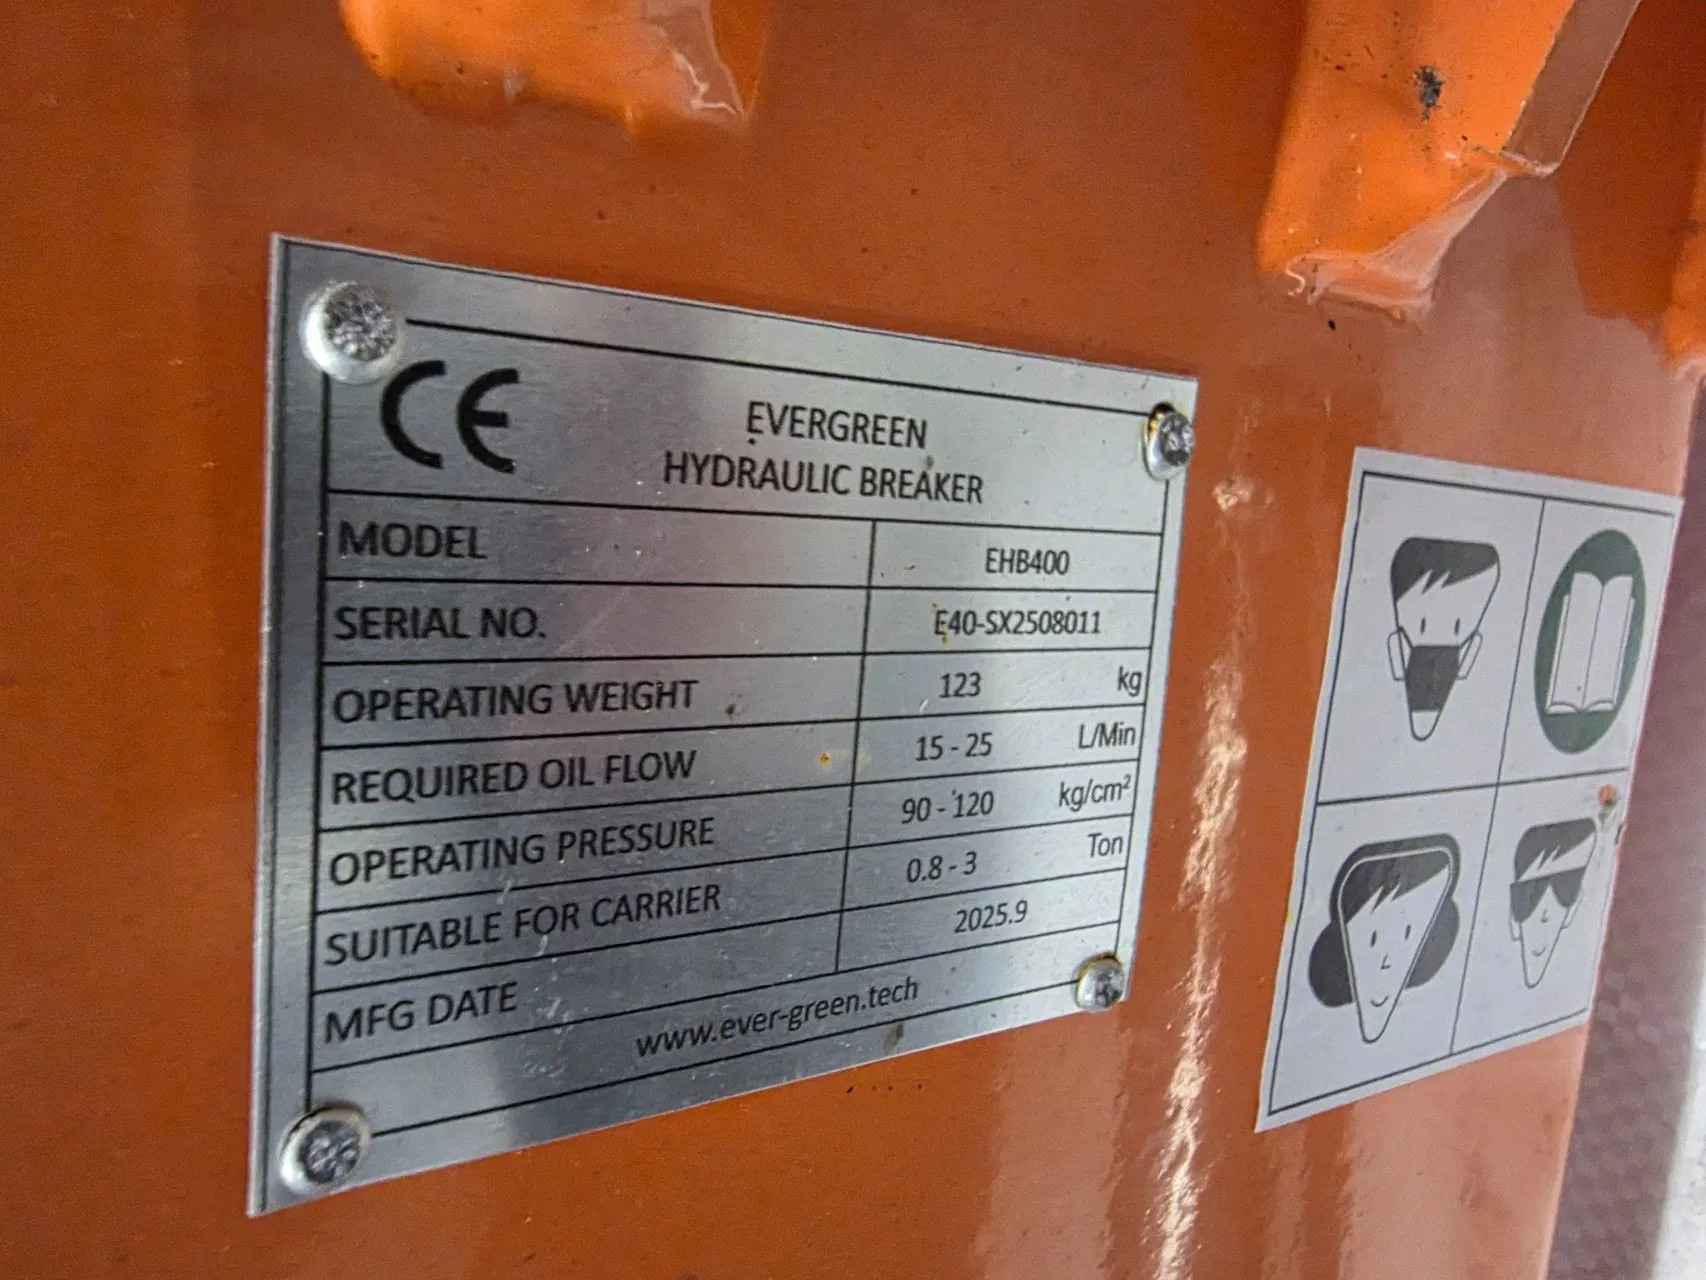 CE
EVERGREEN
HYDRAULIC BREAKER
MODEL EHB400
SERIAL NO. E40-SX2508011
OPERATING WEIGHT 123 kg
REQUIRED OIL FLOW 15 - 25 L/Min
OPERATING PRESSURE 90 - 120 kg/cm²
SUITABLE FOR CARRIER 0.8 - 3 Ton
MFG DATE 2025.9
www.ever-green.tech